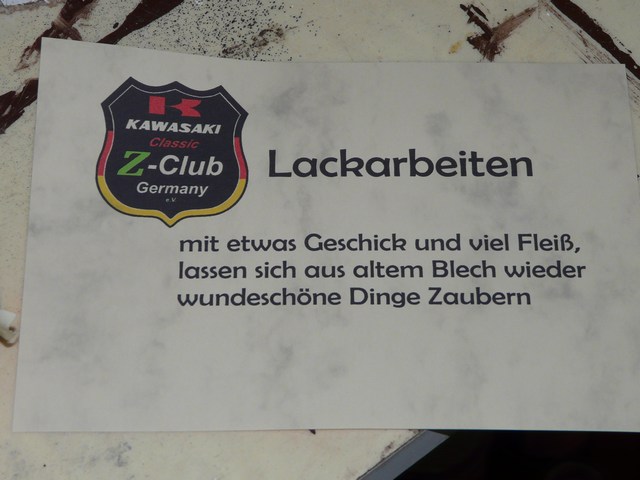 KAWASAKI
Classic
Z-Club
Germany
e.V.
Lackarbeiten
mit etwas Geschick und viel Fleiß,
lassen sich aus altem Blech wieder
wundeschöne Dinge Zaubern